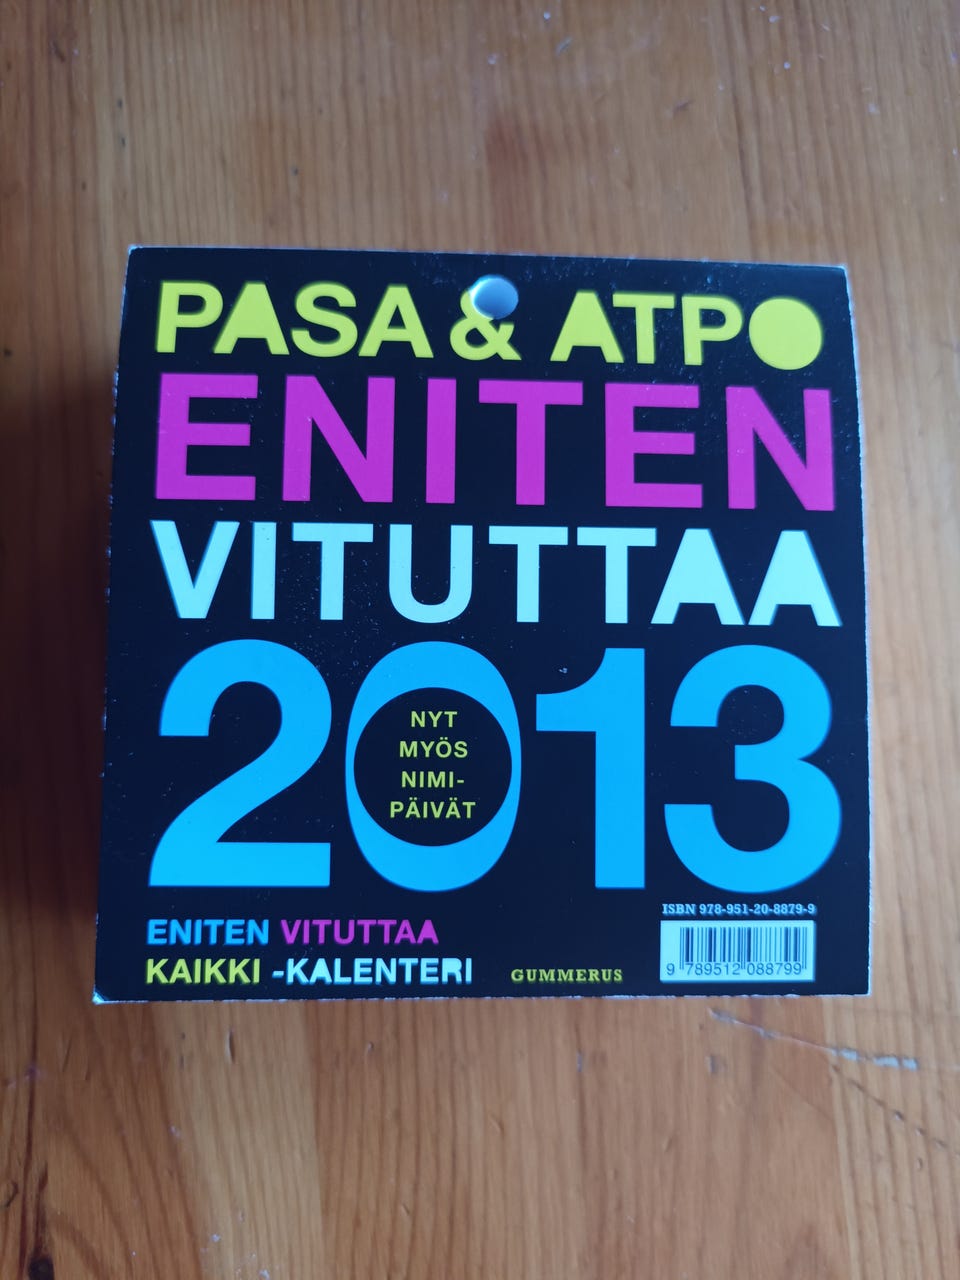 PASA & ATPO
ENITEN
VITUTTAA
2013
NYT
MYÖS
NIMI-
PÄIVÄT
ENITEN VITUTTAA
KAIKKI -KALENTERI
GUMMERUS
ISBN 978-951-20-8879-9
9 789512 088799